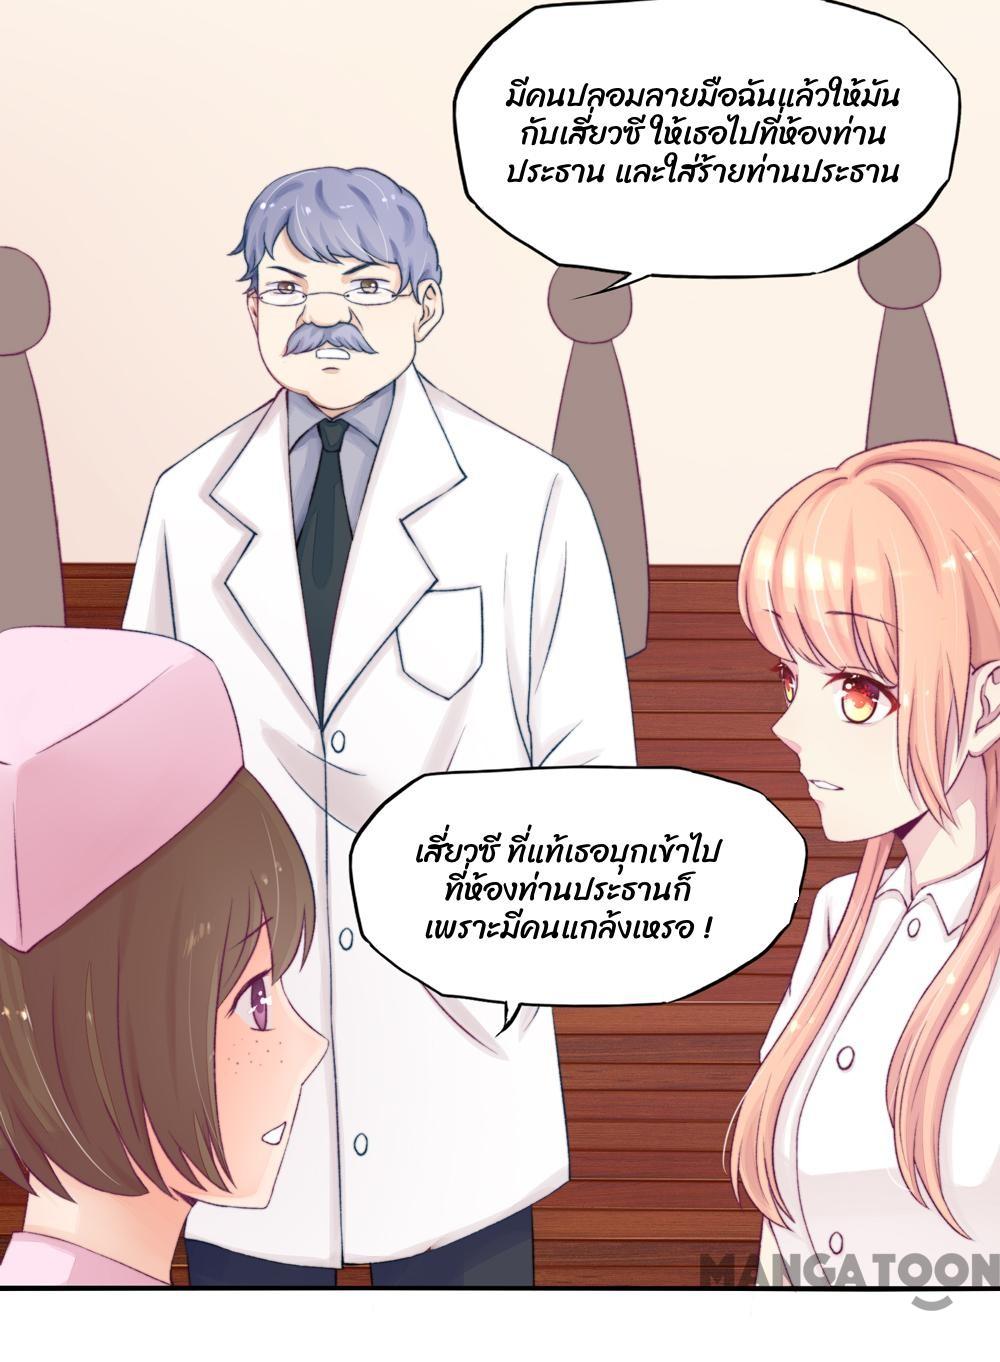 มีคนปลอมลายมือฉันแล้วให้มัน
กับเสี่ยวซี ให้เธอไปที่ห้องท่าน
ประธาน และใส่ร้ายท่านประธาน
เสี่ยวซี ที่แท้เธอบุกเข้าไป
ที่ห้องท่านประธานก็
เพราะมีคนแกล้งเหรอ !
MANGATOON